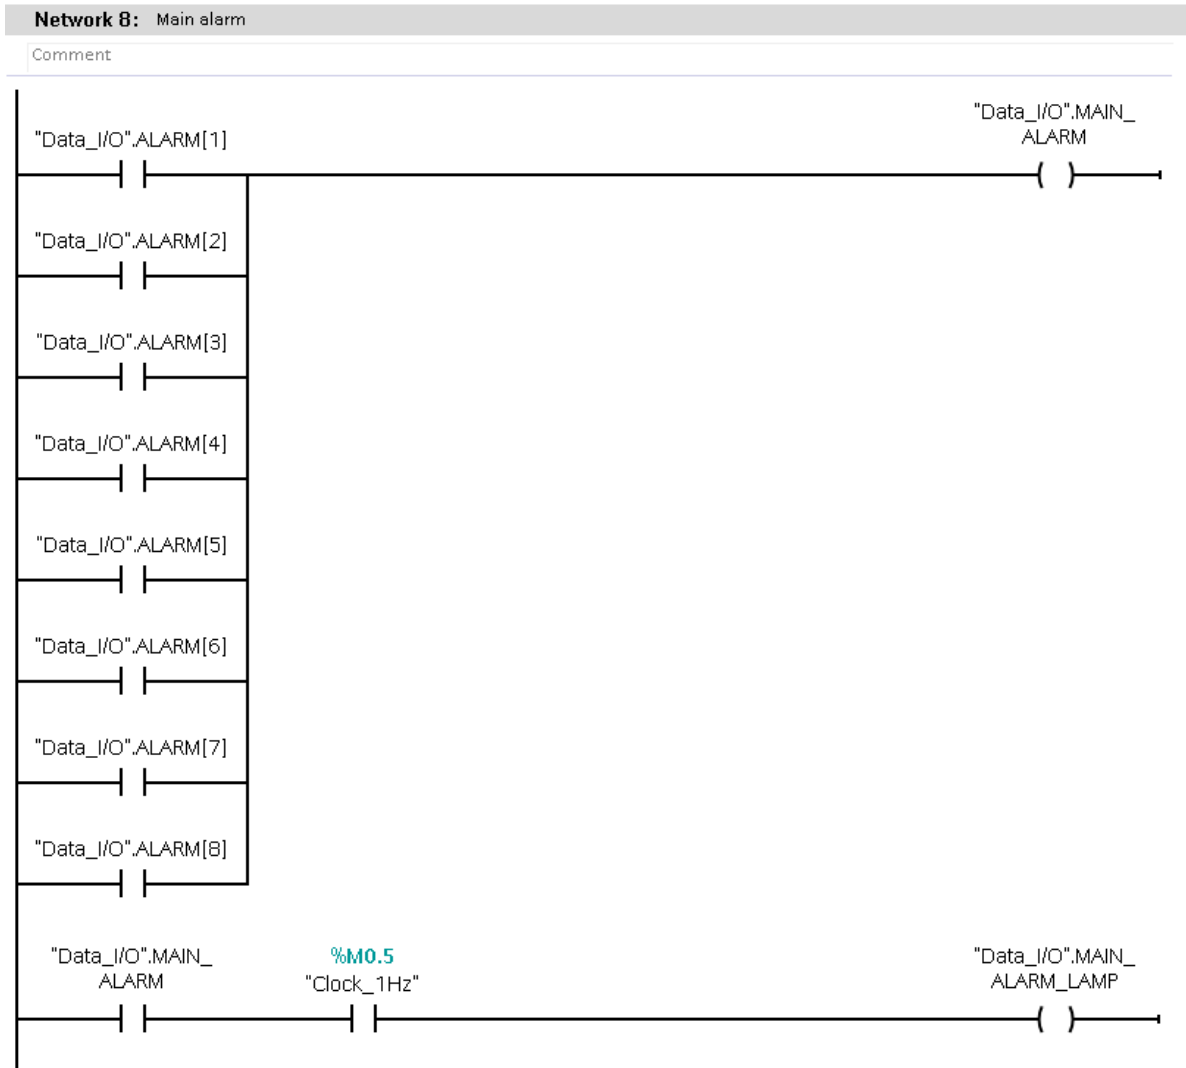 Network 8: Main alarm
Comment
"Data_I/O".MAIN_
ALARM
"Data_I/O".ALARM[1]
"Data_I/O".ALARM[2]
"Data_I/O".ALARM[3]
"Data_I/O".ALARM[4]
"Data_I/O".ALARM[5]
"Data_I/O".ALARM[6]
"Data_I/O".ALARM[7]
"Data_I/O".ALARM[8]
"Data_I/O".MAIN_
ALARM
%M0.5
"Clock_1Hz"
"Data_I/O".MAIN_
ALARM_LAMP